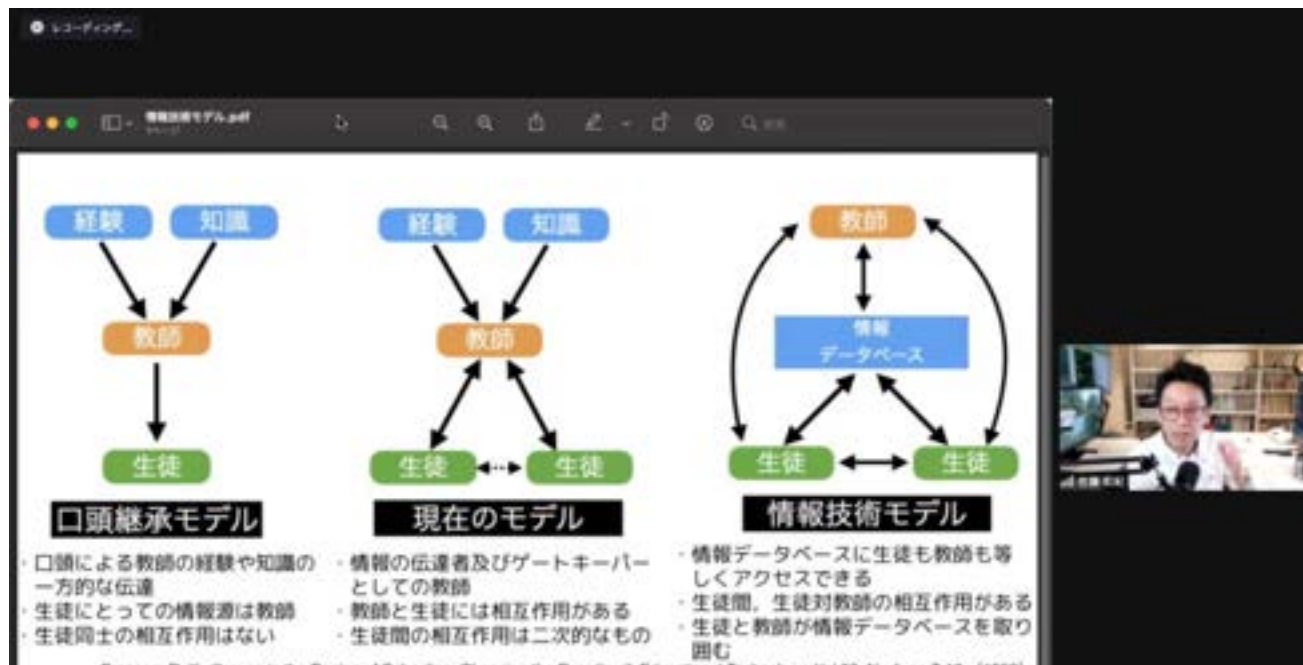 レコーディング...
情報技術モデル.pdf
経験
知識
教師
生徒
口頭継承モデル
・口頭による教師の経験や知識の
一方的な伝達
・生徒にとっての情報源は教師
・生徒同士の相互作用はない
経験
知識
教師
生徒
生徒
現在のモデル
・情報の伝達者及びゲートキーパー
としての教師
・教師と生徒には相互作用がある
・生徒間の相互作用は二次的なもの
教師
情報
データベース
生徒
生徒
情報技術モデル
・情報データベースに生徒も教師も等
しくアクセスできる
・生徒間，生徒対教師の相互作用がある
・生徒と教師が情報データベースを取り
囲む